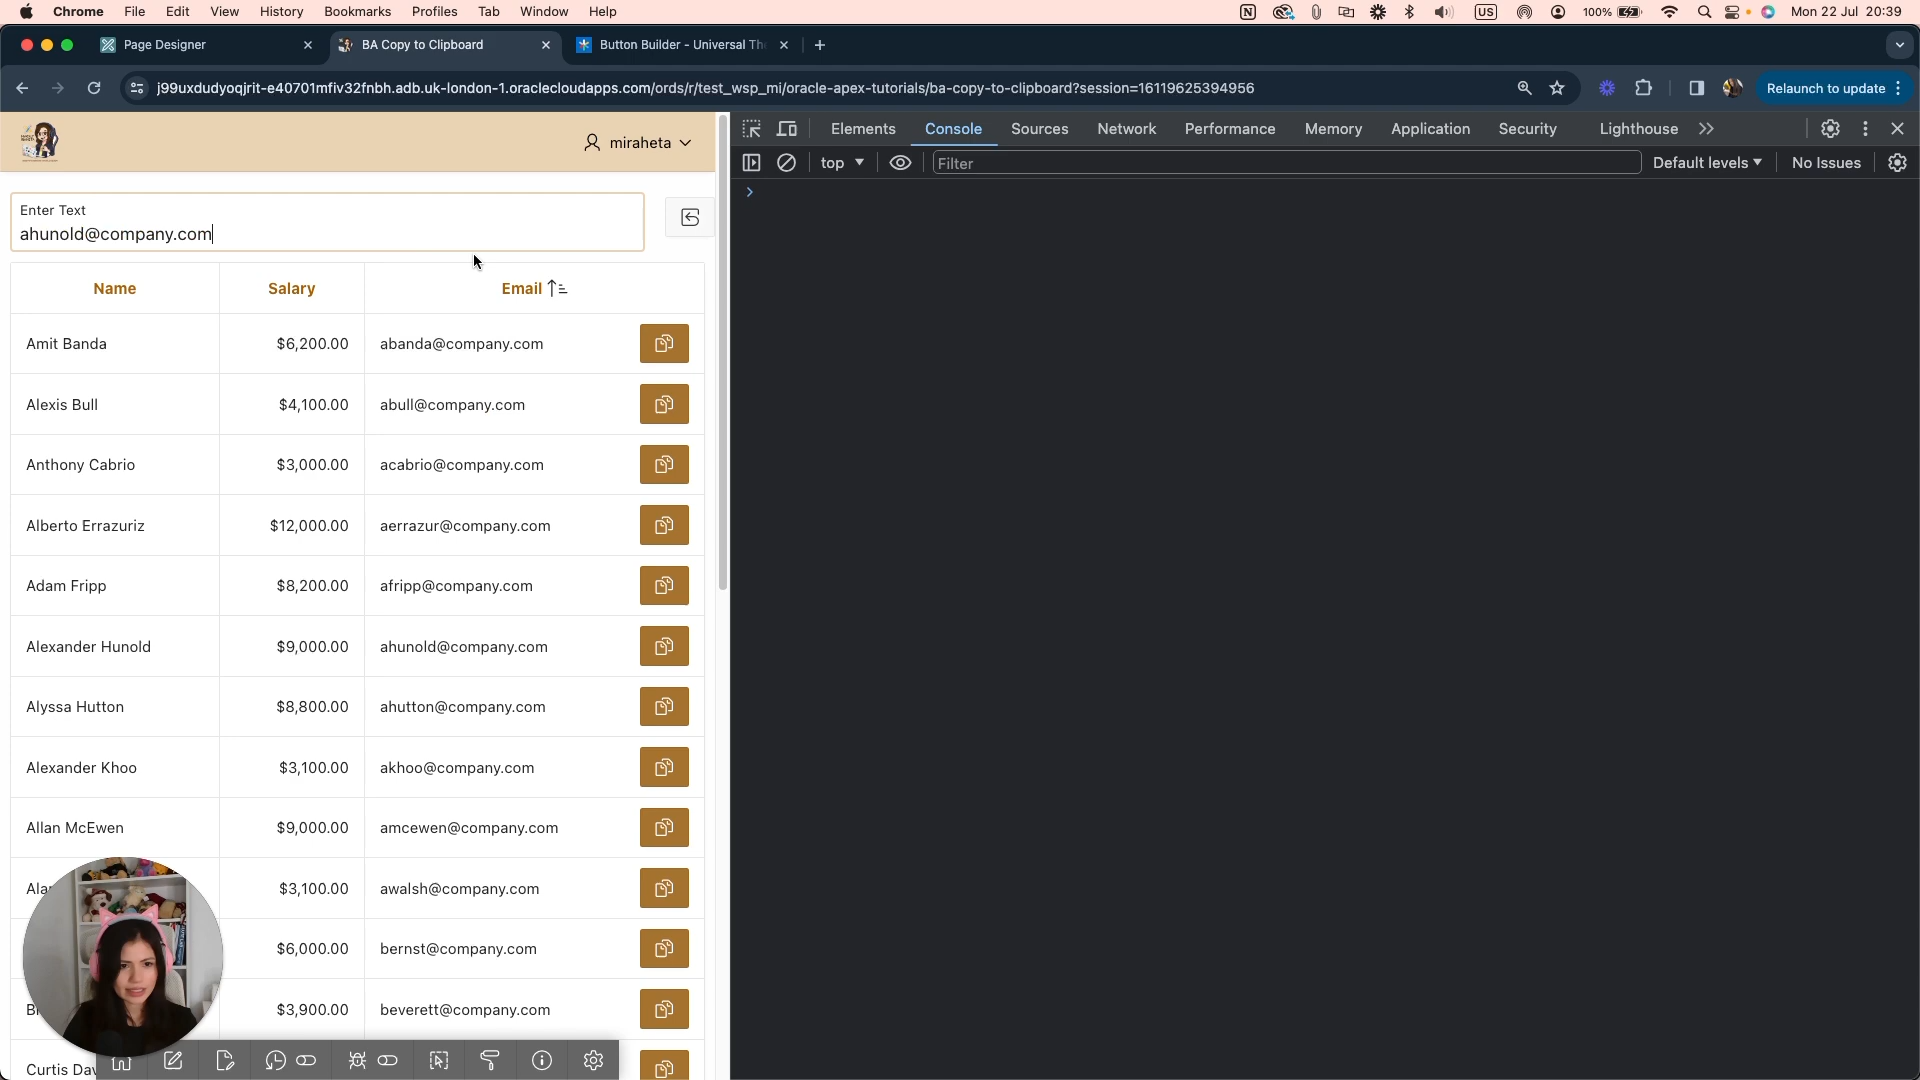 Chrome File Edit View History Bookmarks Profiles Tab Window Help US 100% Mon 22 Jul 20:39
Page Designer BA Copy to Clipboard Button Builder - Universal Th
j99uxdudyoqjrit-e40701mfiv32fnbh.adb.uk-london-1.oraclecloudapps.com/ords/r/test_wsp_mi/oracle-apex-tutorials/ba-copy-to-clipboard?session=16119625394956 Relaunch to update
miraheta
Elements Console Sources Network Performance Memory Application Security Lighthouse
top Filter Default levels No Issues
Enter Text
ahunold@company.com
Name Salary Email
Amit Banda $6,200.00 abanda@company.com
Alexis Bull $4,100.00 abull@company.com
Anthony Cabrio $3,000.00 acabrio@company.com
Alberto Errazuriz $12,000.00 aerrazur@company.com
Adam Fripp $8,200.00 afripp@company.com
Alexander Hunold $9,000.00 ahunold@company.com
Alyssa Hutton $8,800.00 ahutton@company.com
Alexander Khoo $3,100.00 akhoo@company.com
Allan McEwen $9,000.00 amcewen@company.com
$3,100.00 awalsh@company.com
$6,000.00 bernst@company.com
$3,900.00 beverett@company.com
Curtis Dav